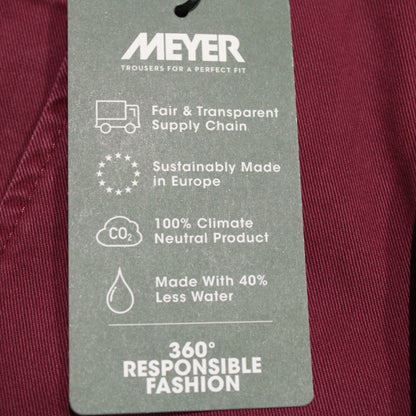 MEYER
TROUSERS FOR A PERFECT FIT
Fair & Transparent
Supply Chain
Sustainably Made
in Europe
CO₂
100% Climate
Neutral Product
Made With 40%
Less Water
360°
RESPONSIBLE
FASHION